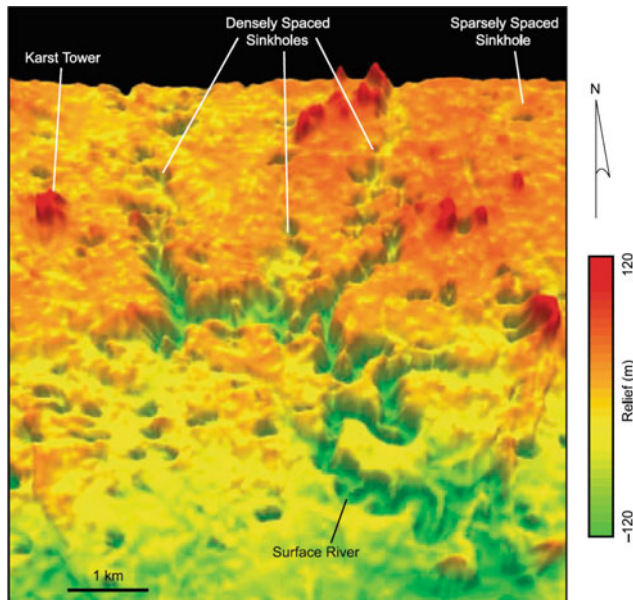 Densely Spaced
Sinkholes
Sparsely Spaced
Sinkhole
Karst Tower
N
120
Relief (m)
−120
Surface River
1 km